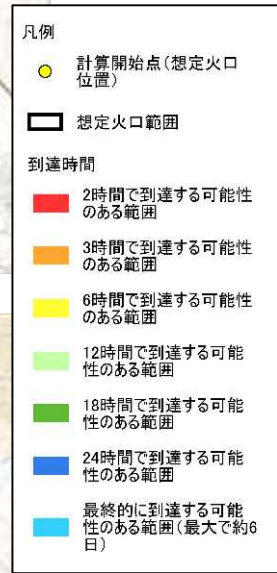 凡例
計算開始点(想定火口
位置)
想定火口範囲
到達時間
2時間で到達する可能性
のある範囲
3時間で到達する可能性
のある範囲
6時間で到達する可能性
のある範囲
12時間で到達する可能
性のある範囲
18時間で到達する可能
性のある範囲
24時間で到達する可能
性のある範囲
最終的に到達する可能
性のある範囲(最大で約6
日)